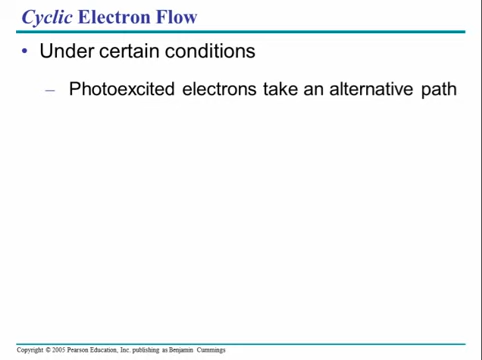 Cyclic Electron Flow
• Under certain conditions
– Photoexcited electrons take an alternative path
Copyright © 2005 Pearson Education, Inc. publishing as Benjamin Cummings